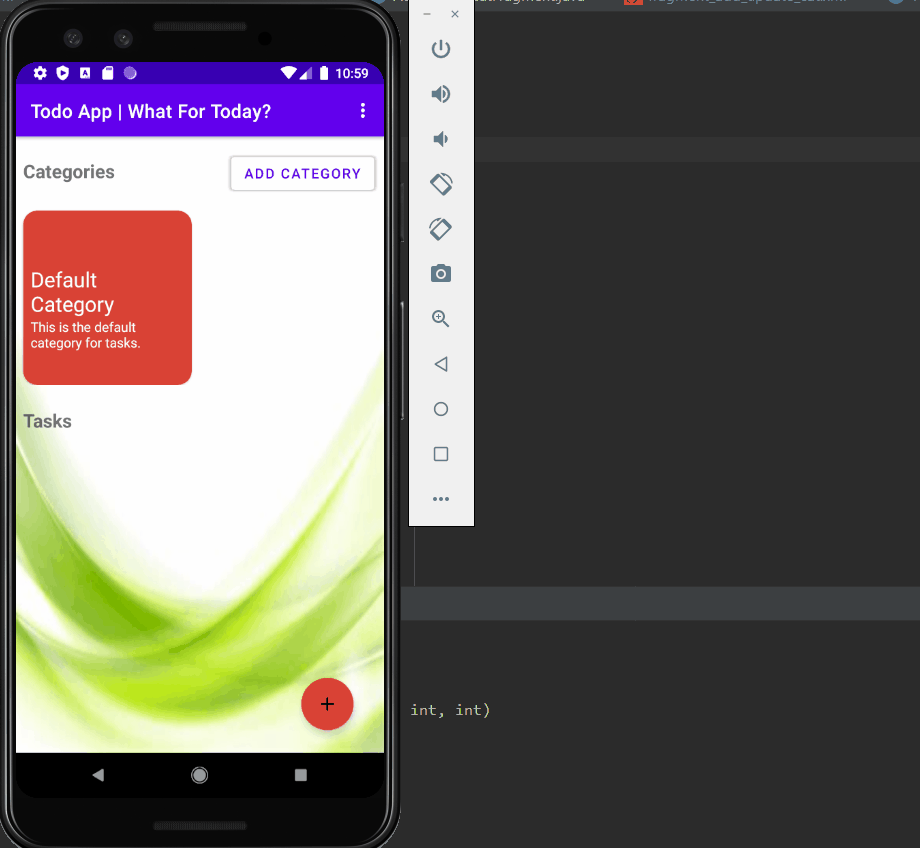 10:59
Todo App | What For Today?
Categories
ADD CATEGORY
Default
Category
This is the default
category for tasks.
Tasks
int, int)